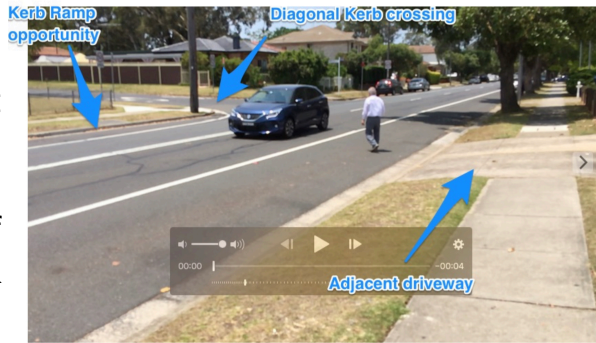 Kerb Ramp
opportunity
Diagonal Kerb crossing
00:00
-00:04
Adjacent driveway